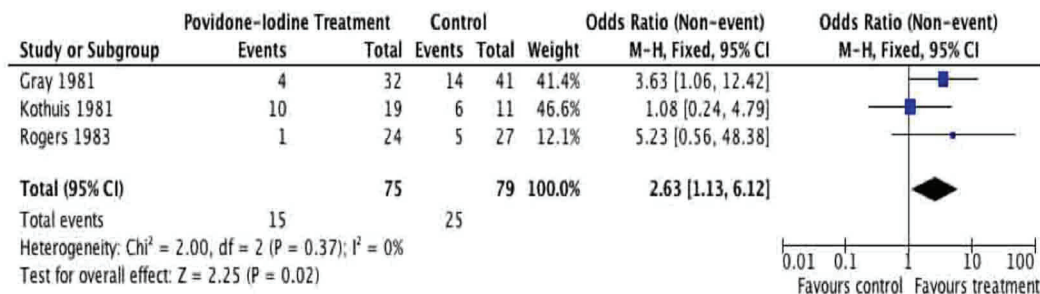 Povidone-Iodine Treatment Control Odds Ratio (Non-event) Odds Ratio (Non-event)
Study or Subgroup Events Total Events Total Weight M-H, Fixed, 95% CI M-H, Fixed, 95% CI
Gray 1981 4 32 14 41 41.4% 3.63 [1.06, 12.42]
Kothuis 1981 10 19 6 11 46.6% 1.08 [0.24, 4.79]
Rogers 1983 1 24 5 27 12.1% 5.23 [0.56, 48.38]
Total (95% CI) 75 79 100.0% 2.63 [1.13, 6.12]
Total events 15 25
Heterogeneity: Chi² = 2.00, df = 2 (P = 0.37); I² = 0%
Test for overall effect: Z = 2.25 (P = 0.02)
0.01 0.1 1 10 100
Favours control Favours treatment